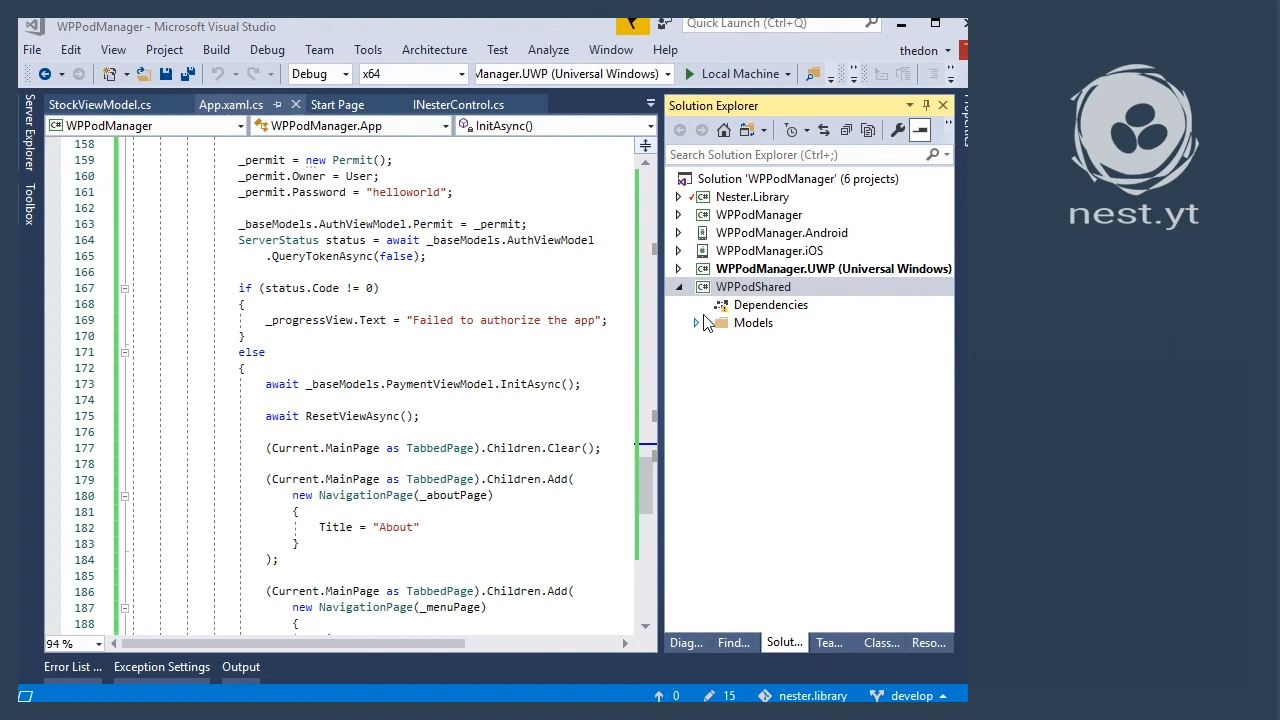 WPPodManager - Microsoft Visual Studio
Quick Launch (Ctrl+Q)
File Edit View Project Build Debug Team Tools Architecture Test Analyze Window Help thedon
Debug x64 Manager.UWP (Universal Windows) Local Machine
Server Explorer
Toolbox
StockViewModel.cs App.xaml.cs Start Page INesterControl.cs
WPPodManager WPPodManager.App InitAsync()
158
159 _permit = new Permit();
160 _permit.Owner = User;
161 _permit.Password = "helloworld";
162
163 _baseModels.AuthViewModel.Permit = _permit;
164 ServerStatus status = await _baseModels.AuthViewModel
165 .QueryTokenAsync(false);
166
167 if (status.Code != 0)
168 {
169 _progressView.Text = "Failed to authorize the app";
170 }
171 else
172 {
173 await _baseModels.PaymentViewModel.InitAsync();
174
175 await ResetViewAsync();
176
177 (Current.MainPage as TabbedPage).Children.Clear();
178
179 (Current.MainPage as TabbedPage).Children.Add(
180 new NavigationPage(_aboutPage)
181 {
182 Title = "About"
183 }
184 );
185
186 (Current.MainPage as TabbedPage).Children.Add(
187 new NavigationPage(_menuPage)
188 {
94 %
Solution Explorer
Search Solution Explorer (Ctrl+;)
Solution 'WPPodManager' (6 projects)
Nester.Library
WPPodManager
WPPodManager.Android
WPPodManager.iOS
WPPodManager.UWP (Universal Windows)
WPPodShared
Dependencies
Models
Diag... Find... Solut... Tea... Class... Reso...
Properties
Error List ... Exception Settings Output
0 15 nester.library develop
nest.yt